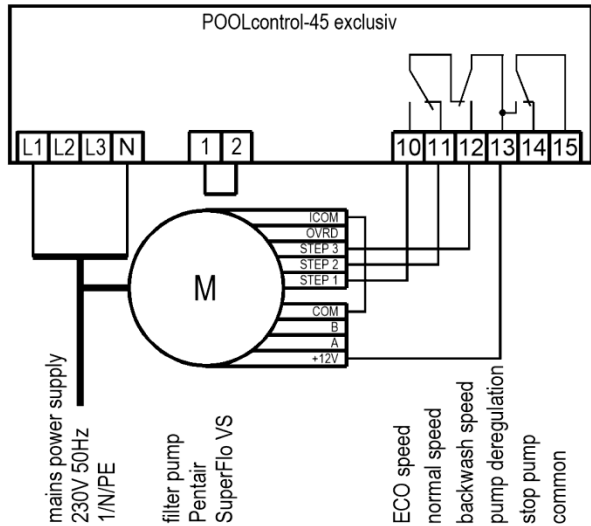 POOLcontrol-45 exclusiv
L1 L2 L3 N
1 2
10 11 12 13 14 15
ICOM
OVRD
STEP 3
STEP 2
STEP 1
M
COM
B
A
+12V
mains power supply
230V 50Hz
1/N/PE
filter pump
Pentair
SuperFlo VS
ECO speed
normal speed
backwash speed
pump deregulation
stop pump
common